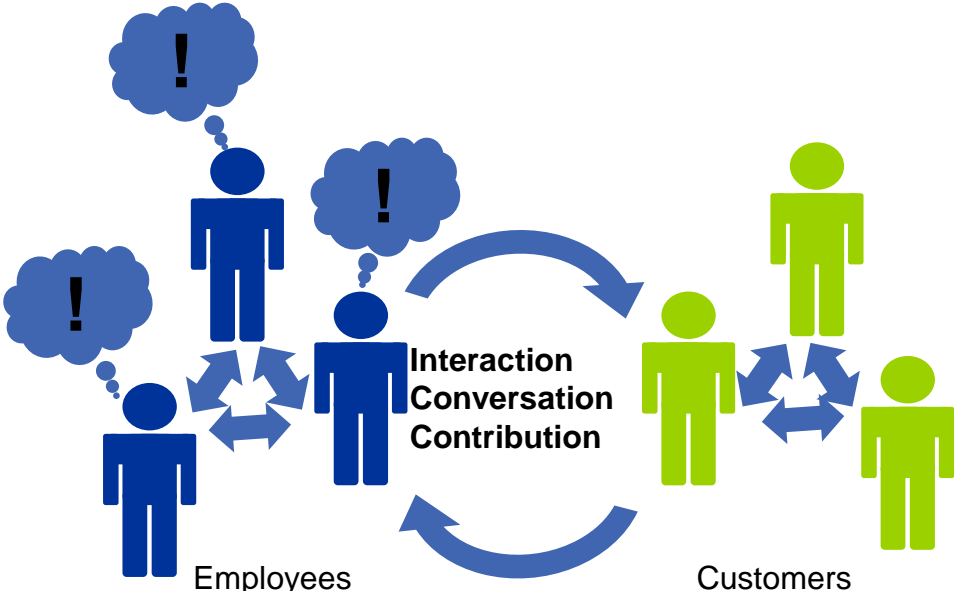 !
!
!
Interaction
Conversation
Contribution
Employees
Customers